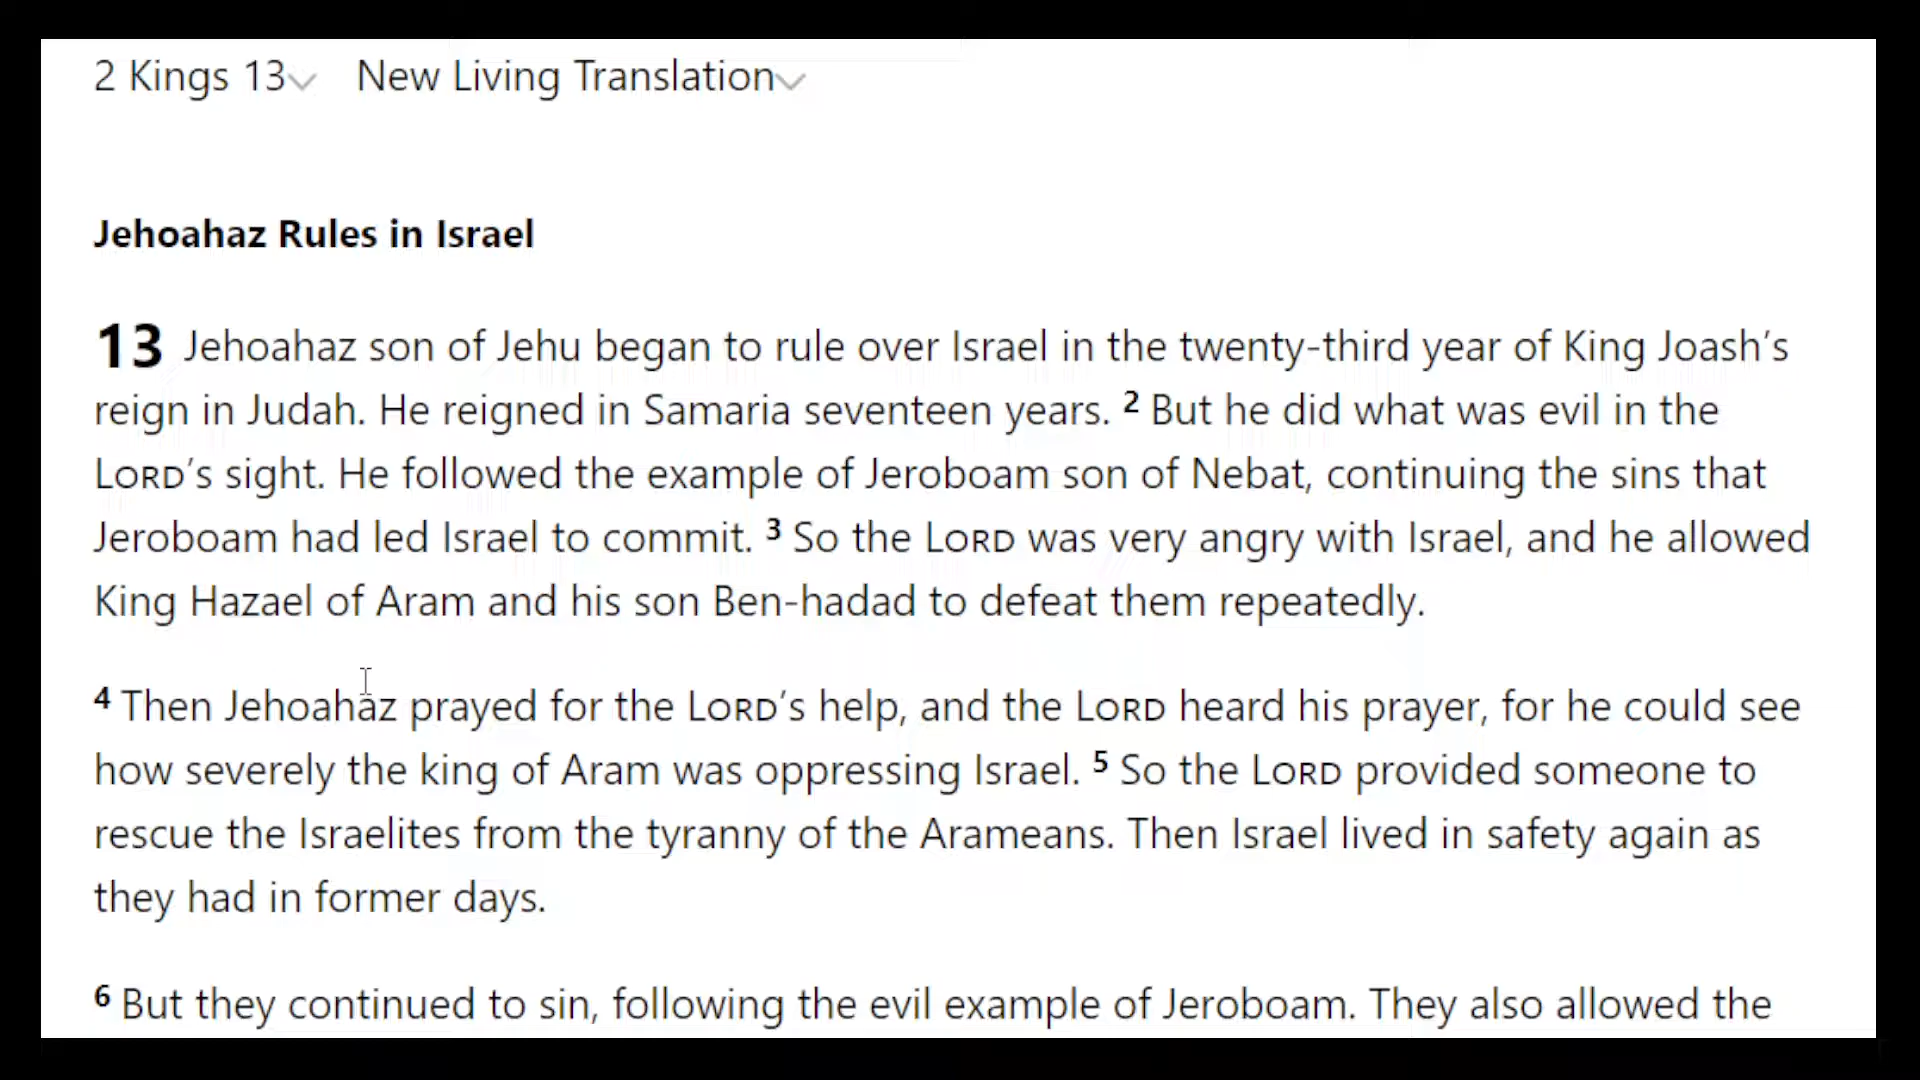 2 Kings 13 New Living Translation
Jehoahaz Rules in Israel
13 Jehoahaz son of Jehu began to rule over Israel in the twenty-third year of King Joash’s
reign in Judah. He reigned in Samaria seventeen years. 2 But he did what was evil in the
LORD’s sight. He followed the example of Jeroboam son of Nebat, continuing the sins that
Jeroboam had led Israel to commit. 3 So the LORD was very angry with Israel, and he allowed
King Hazael of Aram and his son Ben-hadad to defeat them repeatedly.
4 Then Jehoahaz prayed for the LORD’s help, and the LORD heard his prayer, for he could see
how severely the king of Aram was oppressing Israel. 5 So the LORD provided someone to
rescue the Israelites from the tyranny of the Arameans. Then Israel lived in safety again as
they had in former days.
6 But they continued to sin, following the evil example of Jeroboam. They also allowed the